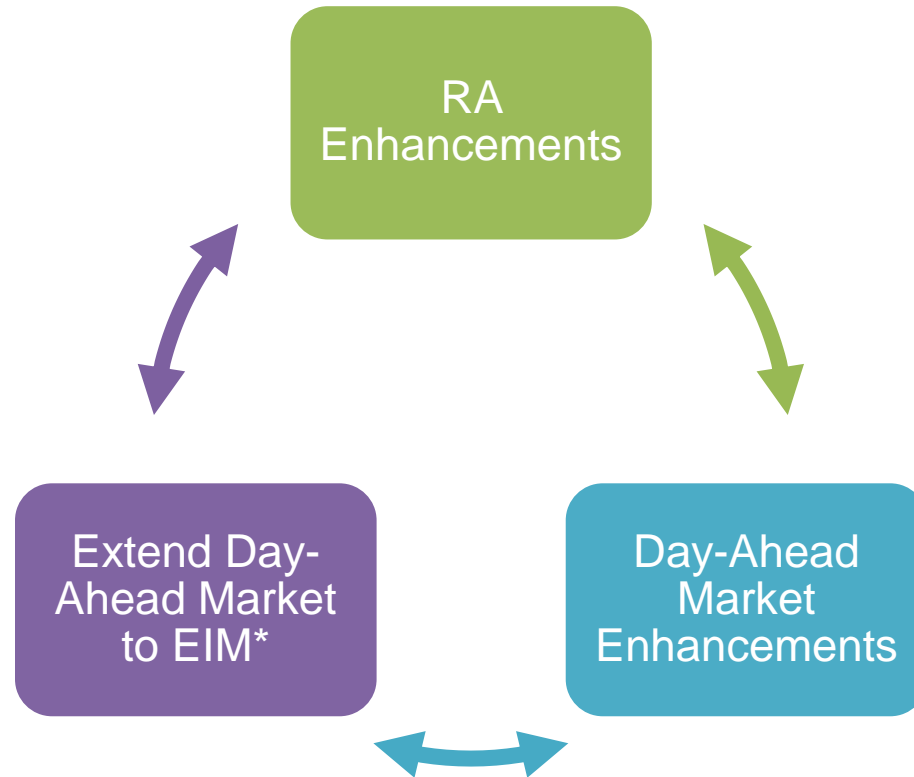 RA
Enhancements
Extend Day-
Ahead Market
to EIM*
Day-Ahead
Market
Enhancements